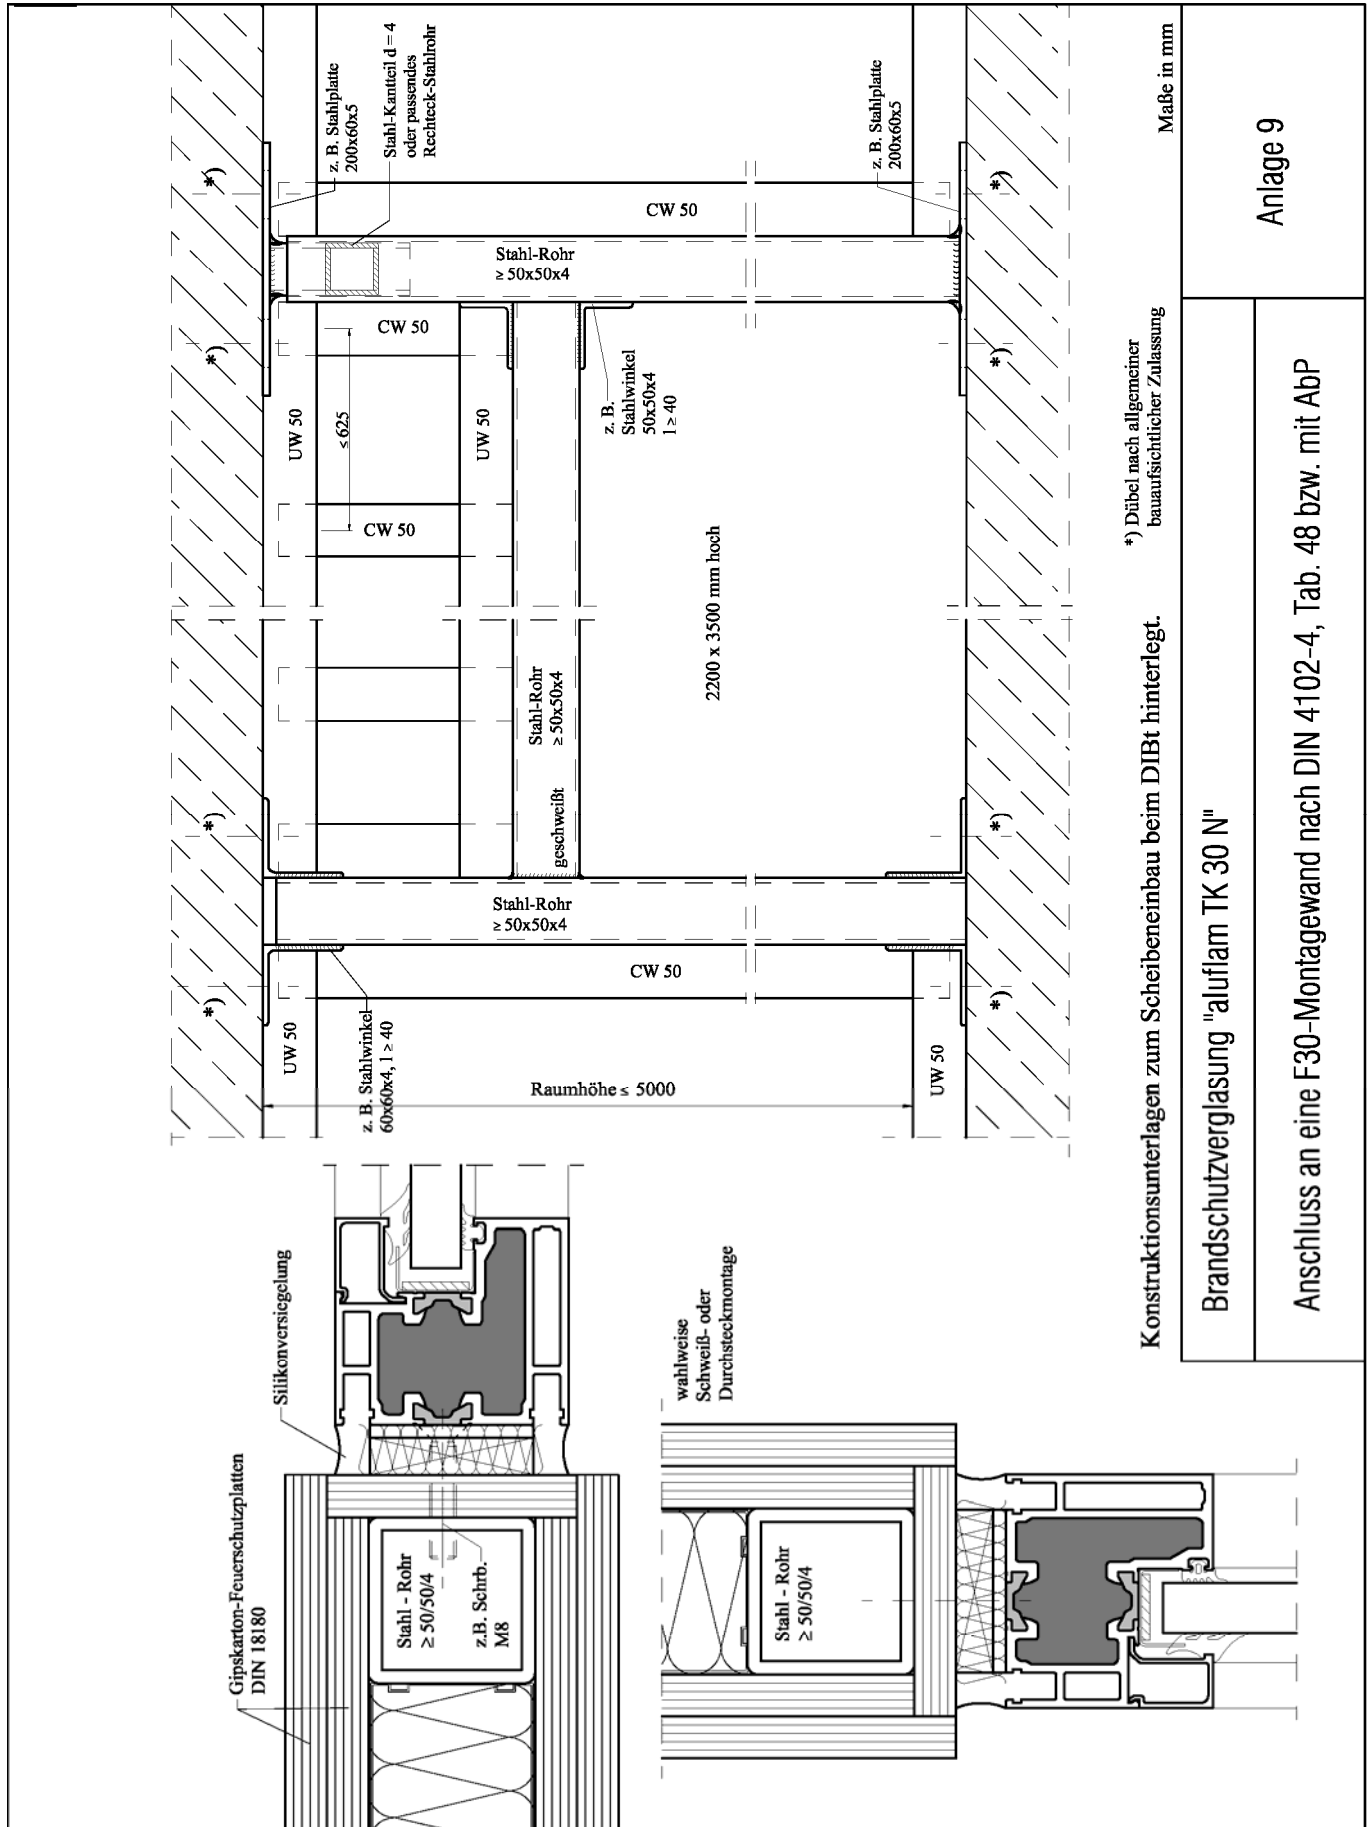 Gipskarton-Feuerschutzplatten
DIN 18180
Silikonversiegelung
Stahl - Rohr
≥ 50/50/4
z.B. Schrb.
M8
wahlweise
Schweiß- oder
Durchsteckmontage
Stahl - Rohr
≥ 50/50/4
*)
*)
*)
*)
UW 50
UW 50
z. B. Stahlplatte
200x60x5
Stahl-Kantteil d = 4
oder passendes
Rechteck-Stahlrohr
z. B. Stahlwinkel
60x60x4, l ≥ 40
CW 50
≤ 625
CW 50
UW 50
Stahl-Rohr
≥ 50x50x4
Stahl-Rohr
≥ 50x50x4
geschweißt
Stahl-Rohr
≥ 50x50x4
z. B.
Stahlwinkel
50x50x4
l ≥ 40
CW 50
CW 50
Raumhöhe ≤ 5000
2200 x 3500 mm hoch
z. B. Stahlplatte
200x60x5
UW 50
*)
*)
*)
*)
*) Dübel nach allgemeiner
bauaufsichtlicher Zulassung
Maße in mm
Konstruktionsunterlagen zum Scheibeneinbau beim DIBt hinterlegt.
Brandschutzverglasung "aluflam TK 30 N"
Anschluss an eine F30-Montagewand nach DIN 4102-4, Tab. 48 bzw. mit AbP
Anlage 9